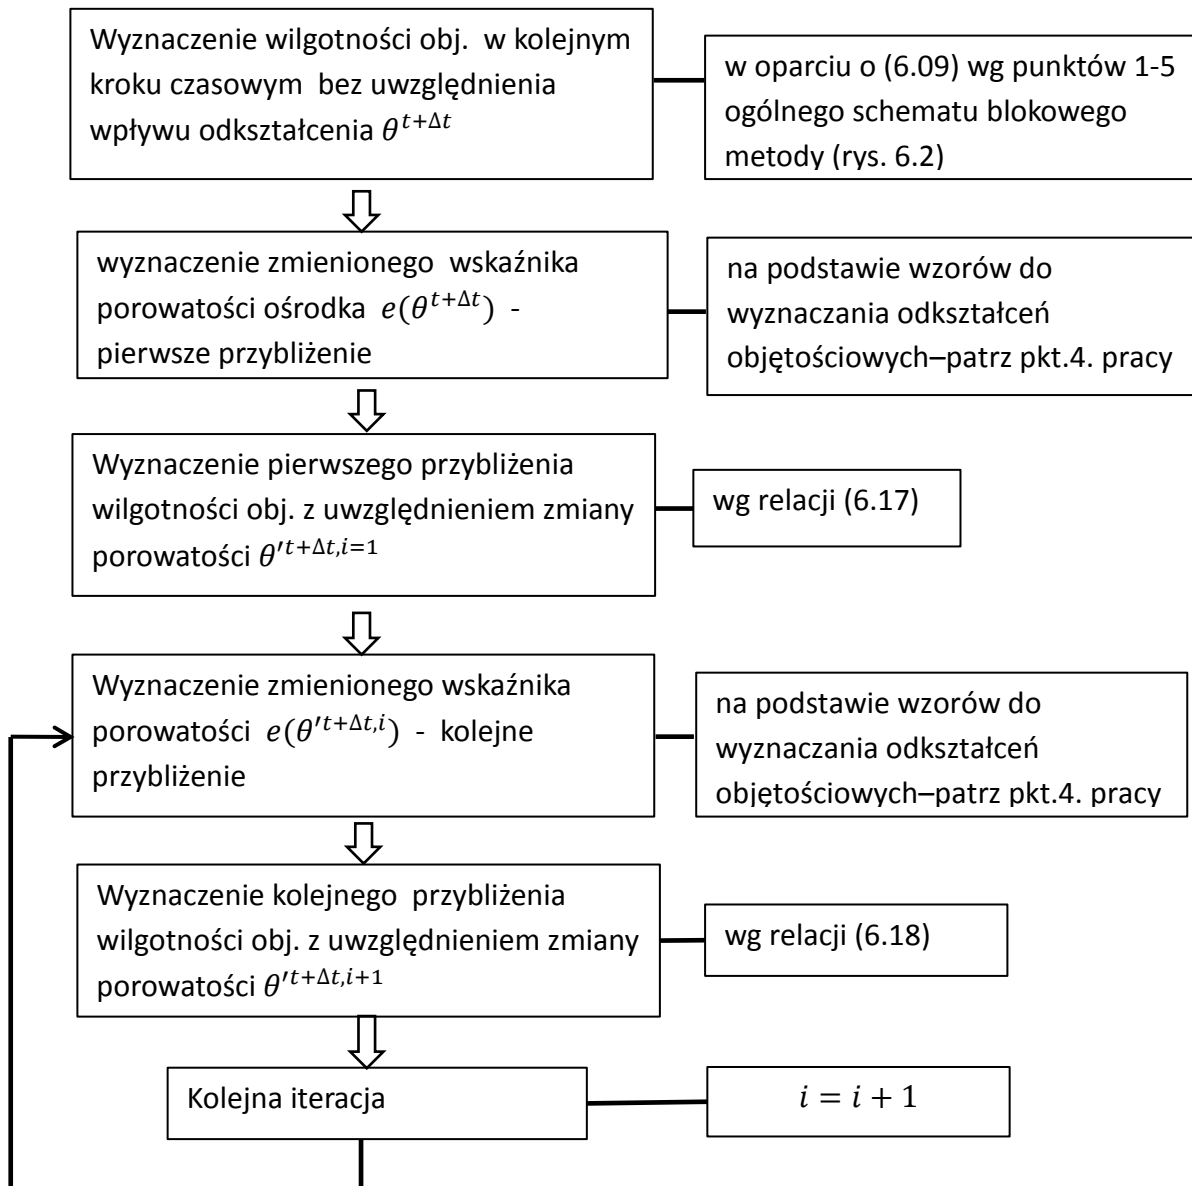 Wyznaczenie wilgotności obj. w kolejnym
kroku czasowym bez uwzględnienia
wpływu odkształcenia θ^{t+Δt}
w oparciu o (6.09) wg punktów 1-5
ogólnego schematu blokowego
metody (rys. 6.2)
wyznaczenie zmienionego wskaźnika
porowatości ośrodka e(θ^{t+Δt}) -
pierwsze przybliżenie
na podstawie wzorów do
wyznaczania odkształceń
objętościowych–patrz pkt.4. pracy
Wyznaczenie pierwszego przybliżenia
wilgotności obj. z uwzględnieniem zmiany
porowatości θ′^{t+Δt,i=1}
wg relacji (6.17)
Wyznaczenie zmienionego wskaźnika
porowatości e(θ′^{t+Δt,i}) - kolejne
przybliżenie
na podstawie wzorów do
wyznaczania odkształceń
objętościowych–patrz pkt.4. pracy
Wyznaczenie kolejnego przybliżenia
wilgotności obj. z uwzględnieniem zmiany
porowatości θ′^{t+Δt,i+1}
wg relacji (6.18)
Kolejna iteracja
i = i + 1